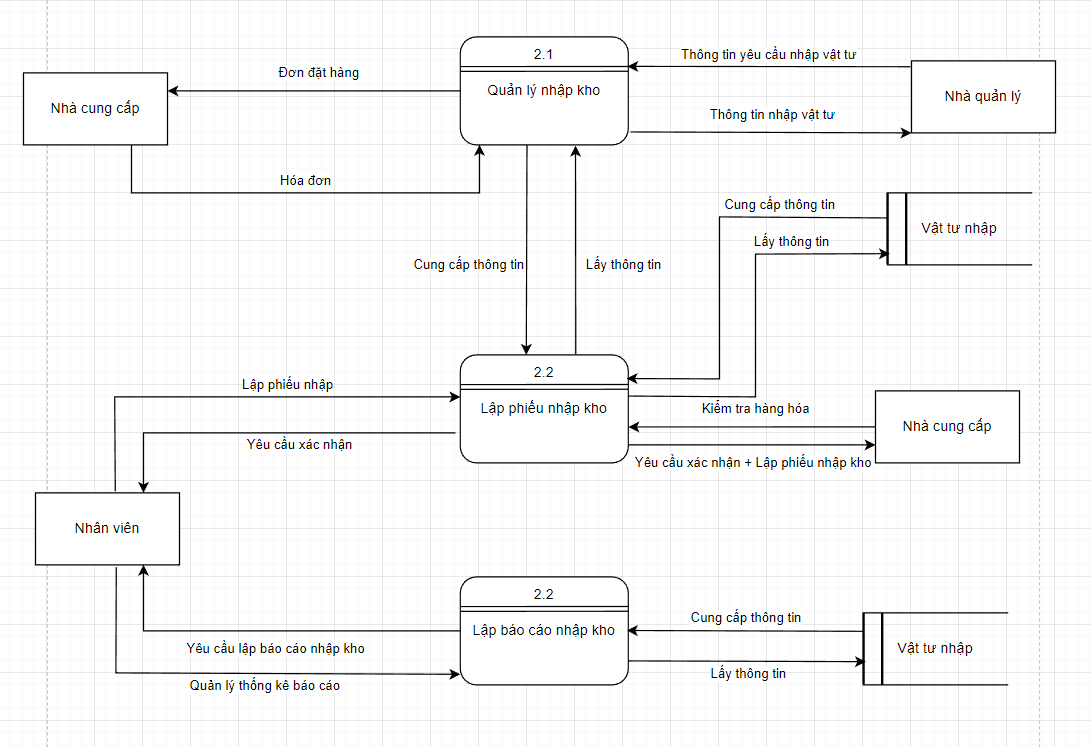 2.1
Thông tin yêu cầu nhập vật tư
Đơn đặt hàng
Quản lý nhập kho
Nhà quản lý
Nhà cung cấp
Thông tin nhập vật tư
Hóa đơn
Cung cấp thông tin
Vật tư nhập
Lấy thông tin
Cung cấp thông tin
Lấy thông tin
2.2
Lập phiếu nhập
Lập phiếu nhập kho
Kiểm tra hàng hóa
Nhà cung cấp
Yêu cầu xác nhận
Yêu cầu xác nhận + Lập phiếu nhập kho
Nhân viên
2.2
Cung cấp thông tin
Lập báo cáo nhập kho
Yêu cầu lập báo cáo nhập kho
Vật tư nhập
Lấy thông tin
Quản lý thống kê báo cáo